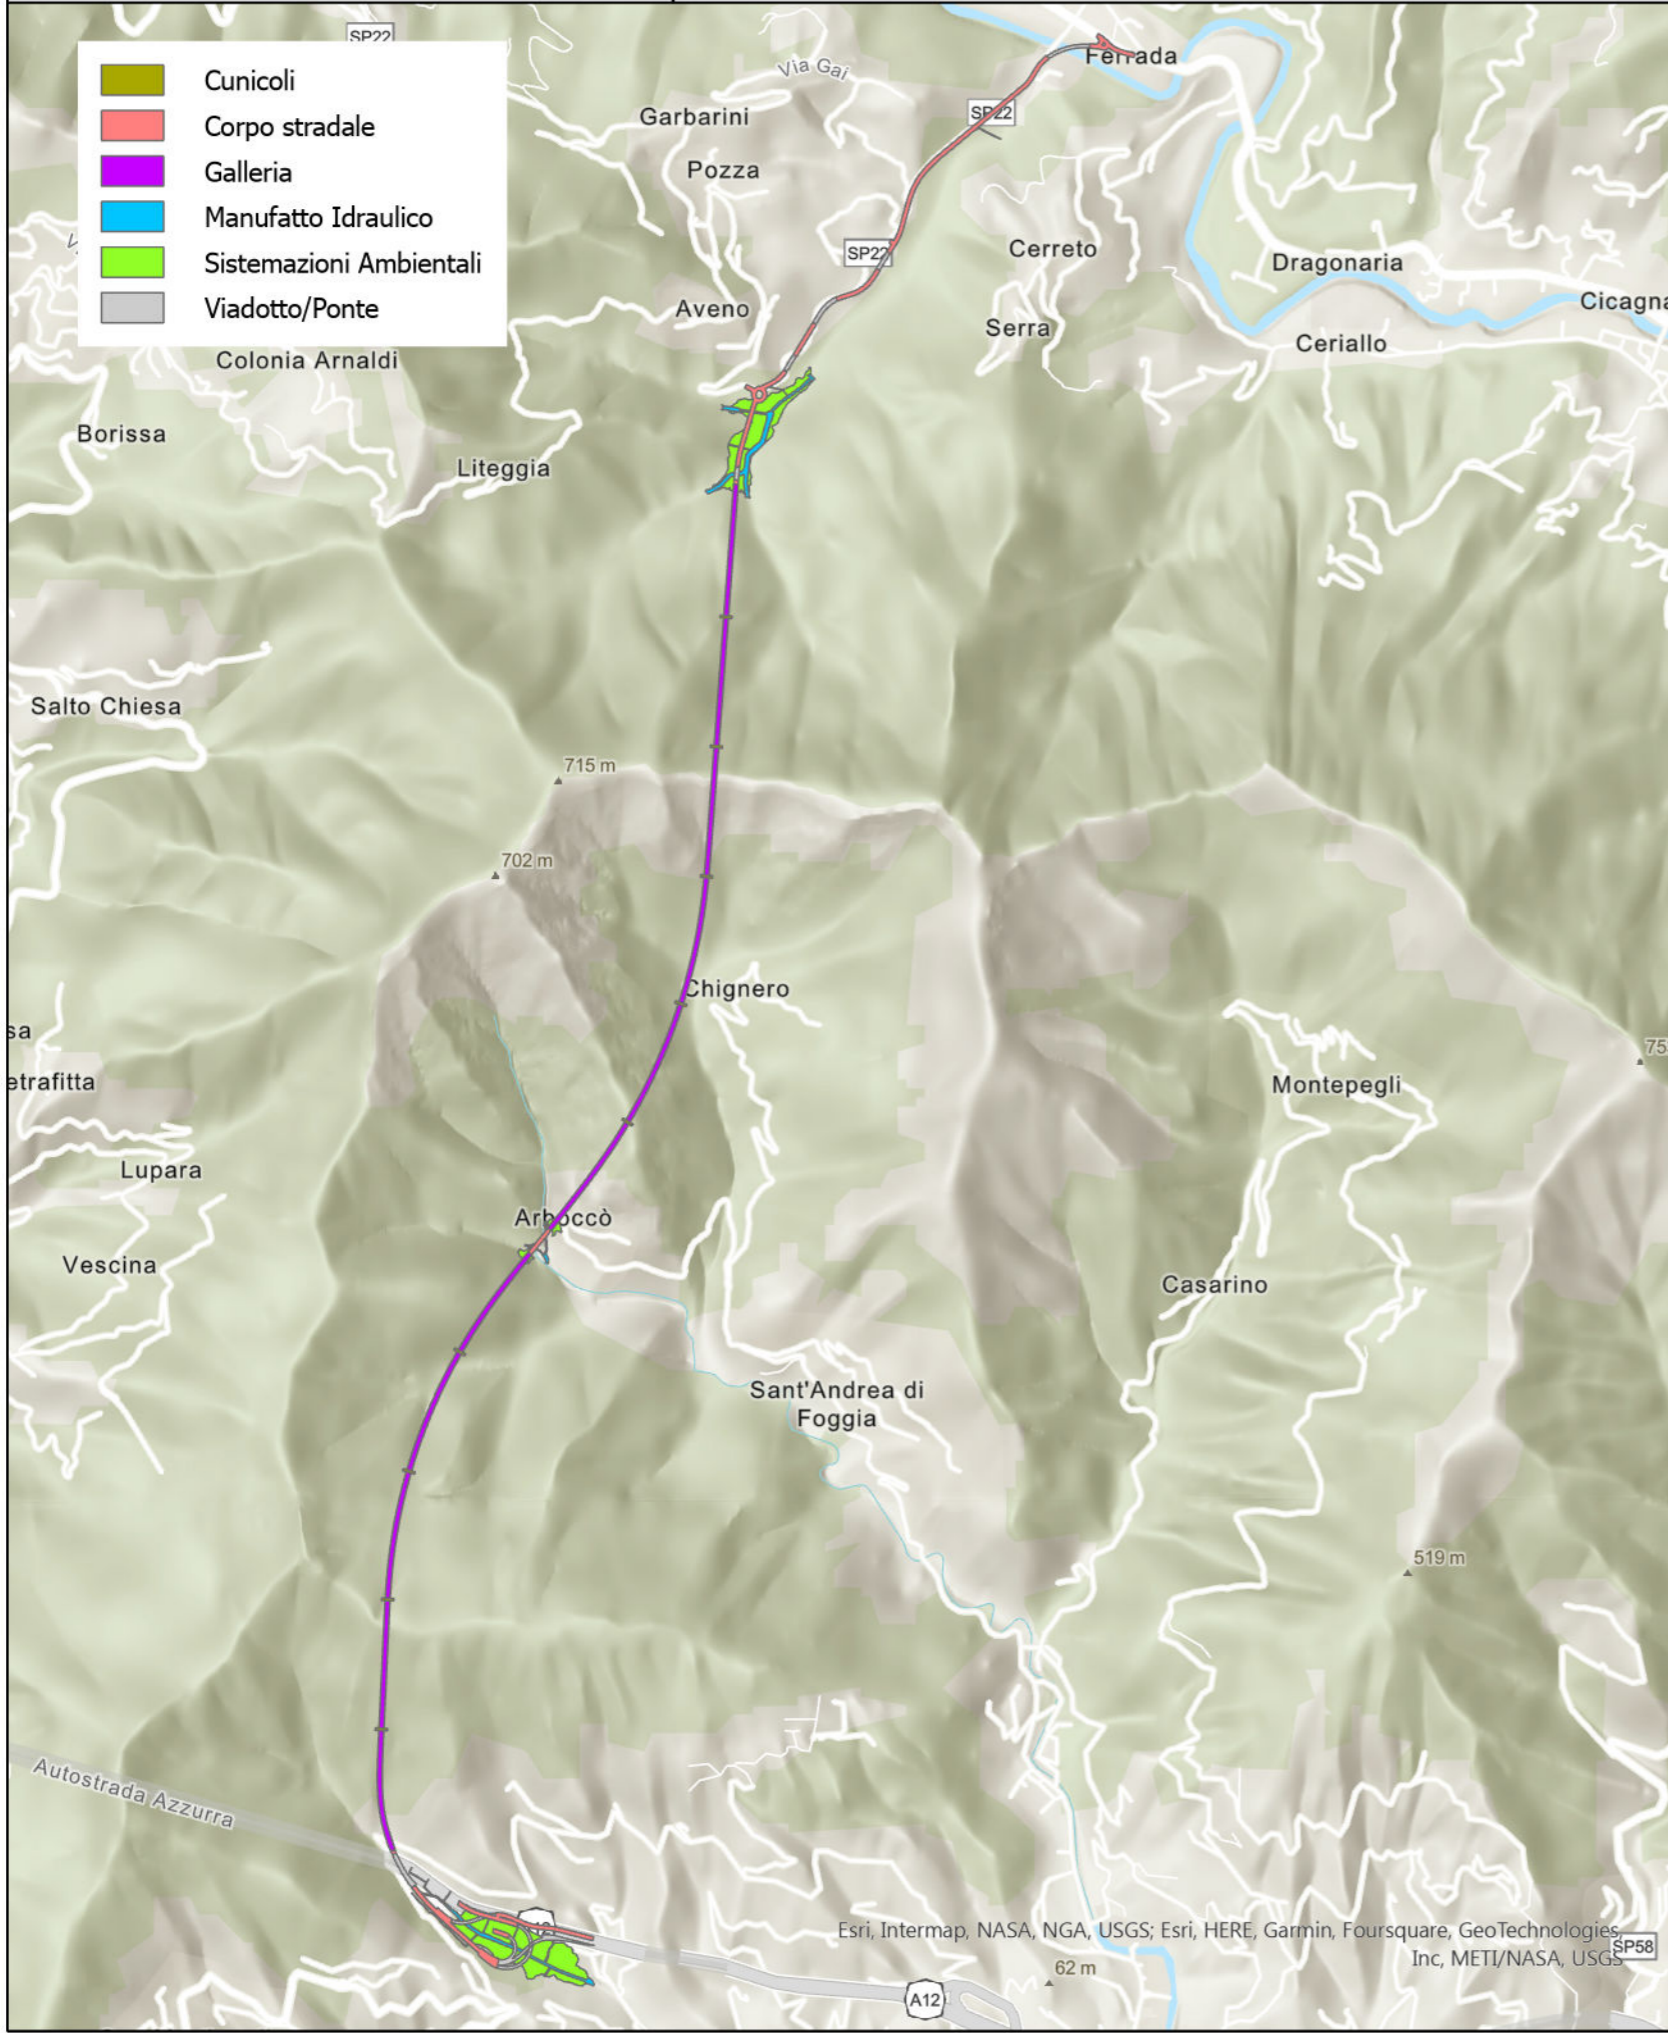 SP22
Cunicoli
Corpo stradale
Galleria
Manufatto Idraulico
Sistemazioni Ambientali
Viadotto/Ponte
Via Gai
Ferrada
Garbarini
SP22
Pozza
SP22
Cerreto
Dragonaria
Aveno
Serra
Cicagna
Ceriallo
Colonia Arnaldi
Borissa
Liteggia
Salto Chiesa
715 m
702 m
Chignero
sa
75
etrafitta
Montepegli
Lupara
Arboccò
Vescina
Casarino
Sant'Andrea di
Foggia
519 m
Autostrada Azzurra
Esri, Intermap, NASA, NGA, USGS; Esri, HERE, Garmin, Foursquare, GeoTechnologies,
Inc, METI/NASA, USGS
SP58
62 m
A12